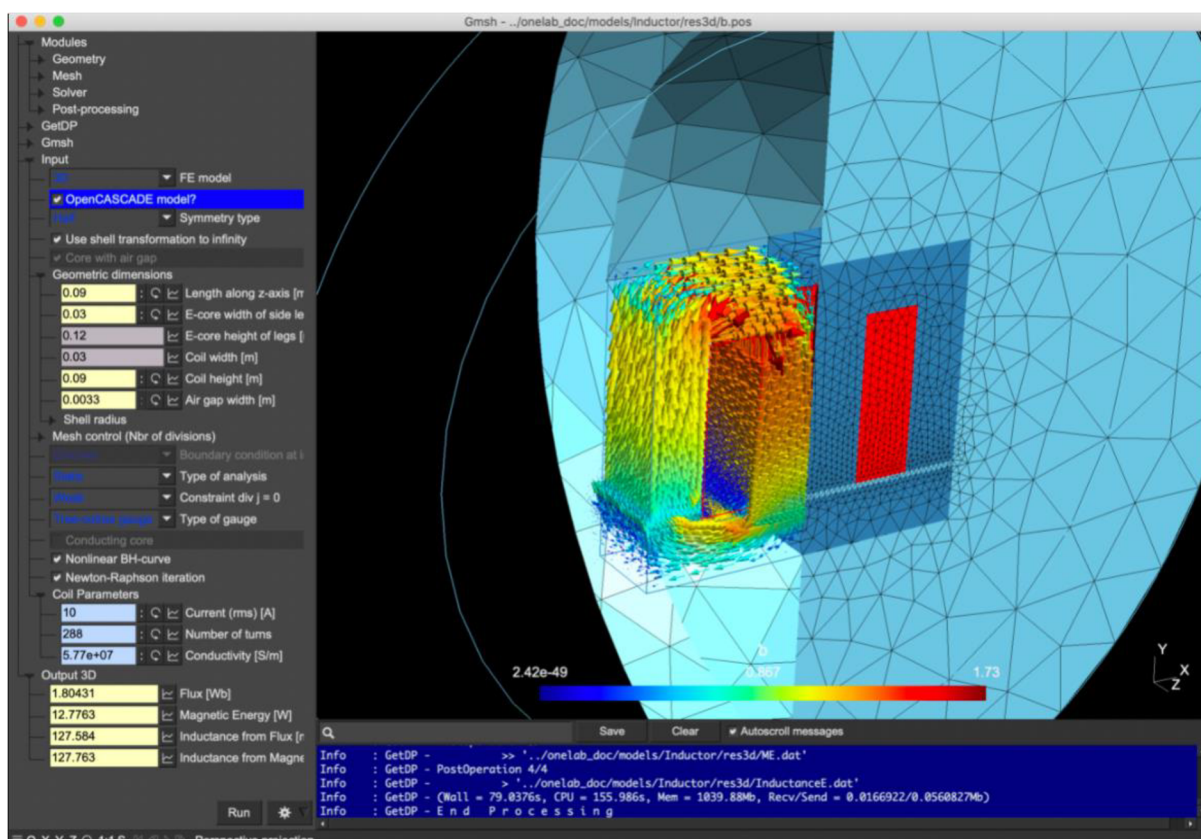 Gmsh - ../onelab_doc/models/Inductor/res3d/b.pos
Modules
Geometry
Mesh
Solver
Post-processing
GetDP
Gmsh
Input
3D FE model
OpenCASCADE model?
Half Symmetry type
Use shell transformation to infinity
Core with air gap
Geometric dimensions
0.09 Length along z-axis [m
0.03 E-core width of side le
0.12 E-core height of legs [
0.03 Coil width [m]
0.09 Coil height [m]
0.0033 Air gap width [m]
Shell radius
Mesh control (Nbr of divisions)
Boundary condition at i
Static Type of analysis
Weak Constraint div j = 0
Type of gauge
Conducting core
Nonlinear BH-curve
Newton-Raphson iteration
Coil Parameters
10 Current (rms) [A]
288 Number of turns
5.77e+07 Conductivity [S/m]
Output 3D
1.80431 Flux [Wb]
12.7763 Magnetic Energy [W]
127.584 Inductance from Flux [
127.763 Inductance from Magne
Run
b
2.42e-49 0.867 1.73
Y
X
Z
Save Clear Autoscroll messages
Info : GetDP - >> '../onelab_doc/models/Inductor/res3d/ME.dat'
Info : GetDP - PostOperation 4/4
Info : GetDP - > '../onelab_doc/models/Inductor/res3d/InductanceE.dat'
Info : GetDP - (Wall = 79.0376s, CPU = 155.986s, Mem = 1039.88Mb, Recv/Send = 0.0166922/0.0560827Mb)
Info : GetDP - E n d P r o c e s s i n g